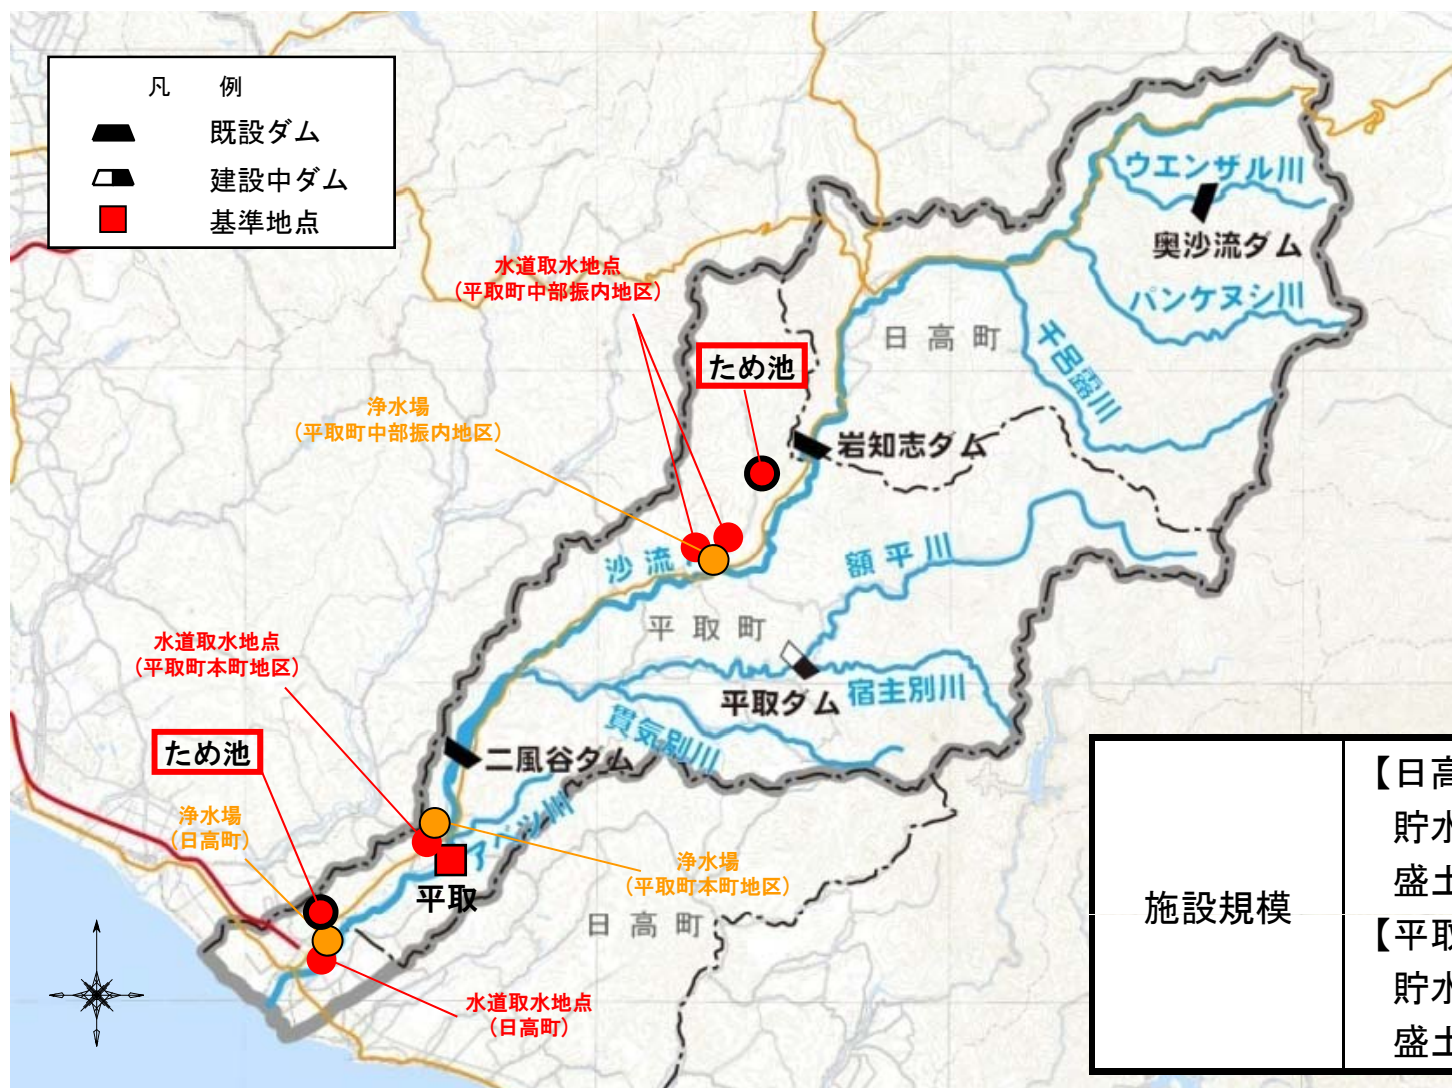 凡 例
既設ダム
建設中ダム
基準地点
ウエンザル川
奥沙流ダム
水道取水地点
(平取町中部振内地区)
パンケヌシ川
日高町
千呂露川
ため池
浄水場
(平取町中部振内地区)
岩知志ダム
額平川
沙流
平取町
水道取水地点
(平取町本町地区)
宿主別川
平取ダム
貫気別川
ため池
二風谷ダム
浄水場
(日高町)
アベツ川
浄水場
(平取町本町地区)
平取
日高町
水道取水地点
(日高町)
施設規模
【日高
貯水
盛土
【平取
貯水
盛土